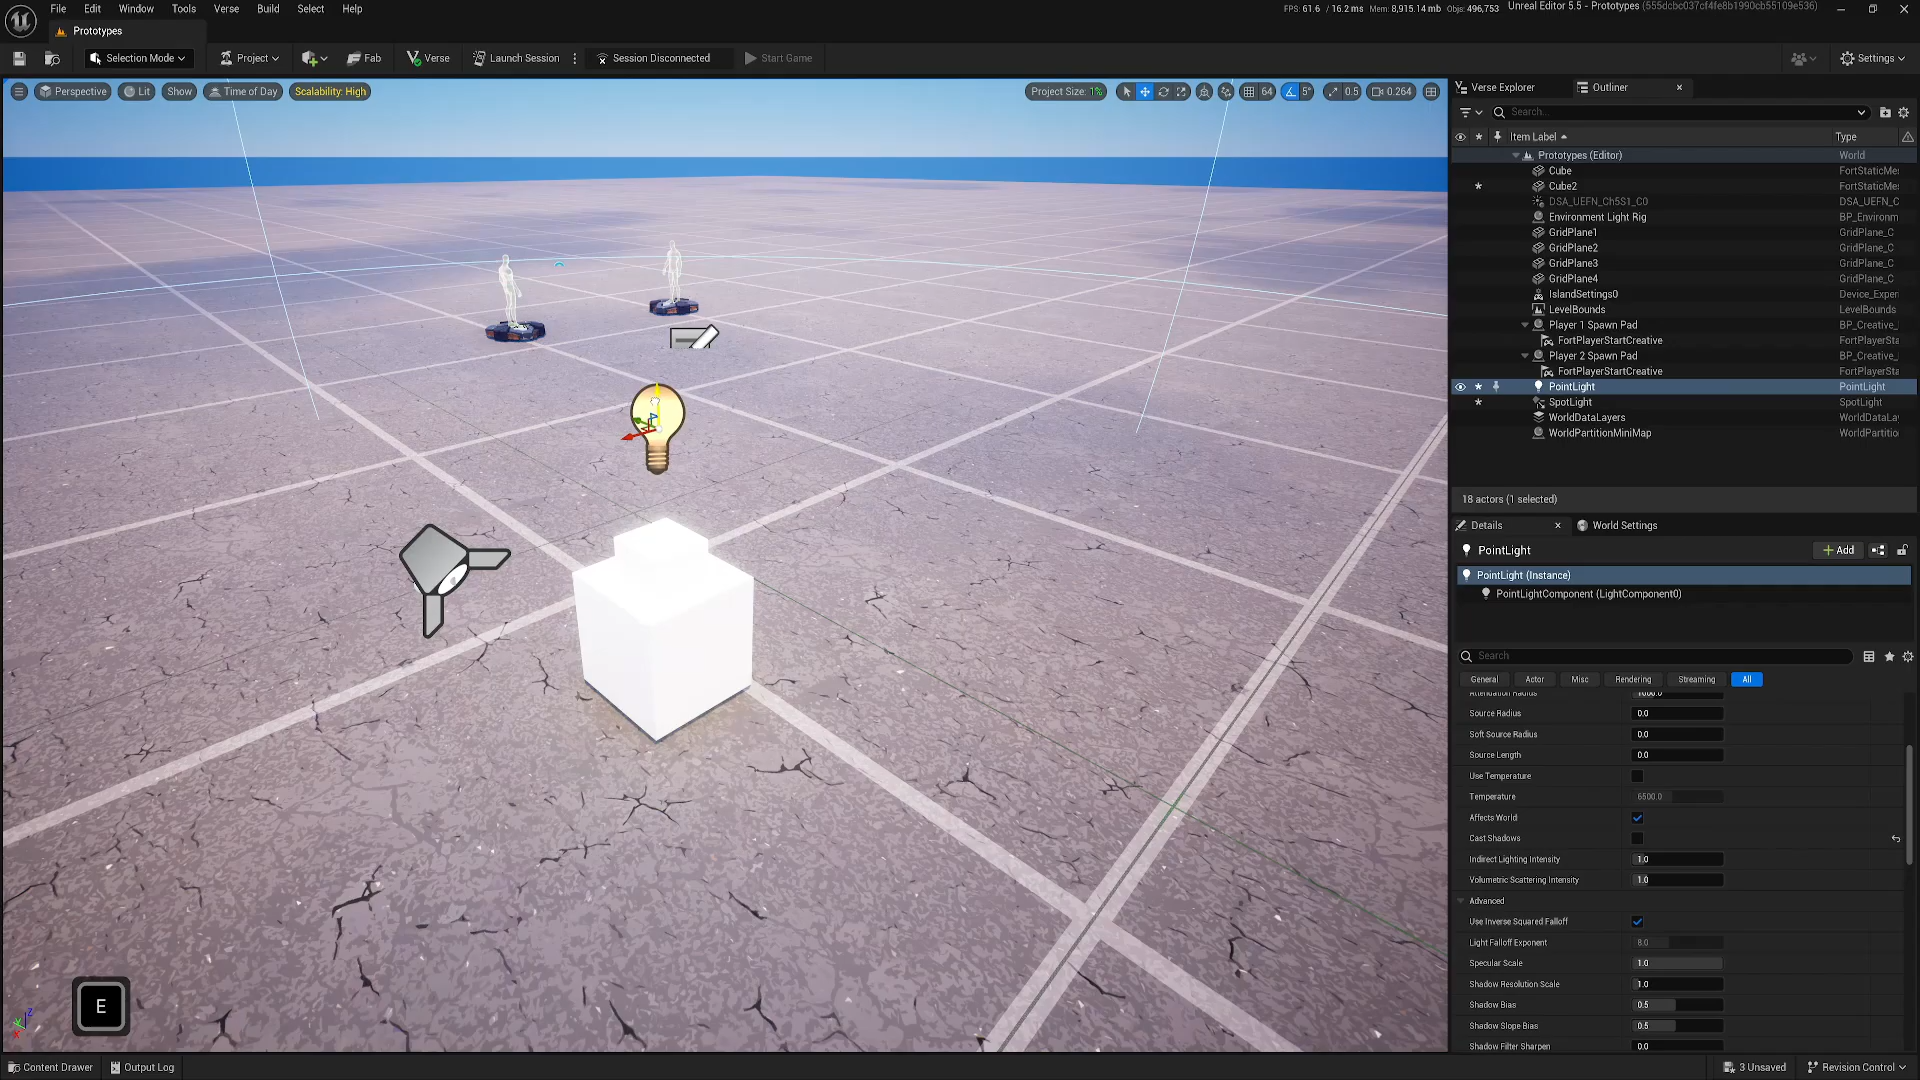 File Edit Window Tools Verse Build Select Help
FPS: 61.6 / 16.2 ms Mem: 8,915.14 mb Objs: 496,753 Unreal Editor 5.5 - Prototypes (555dcbc037cf4fe8b1990cb55109e536)
Prototypes
Selection Mode Project Fab Verse Launch Session Session Disconnected Start Game Settings
Perspective Lit Show Time of Day Scalability: High Project Size: 1% 64 5° 0.5 0.264
Verse Explorer Outliner
Search...
Item Label Type
Prototypes (Editor) World
Cube FortStaticMe
Cube2 FortStaticMe
DSA_UEFN_Ch5S1_C0 DSA_UEFN_C
Environment Light Rig BP_Environm
GridPlane1 GridPlane_C
GridPlane2 GridPlane_C
GridPlane3 GridPlane_C
GridPlane4 GridPlane_C
IslandSettings0 Device_Exper
LevelBounds LevelBounds
Player 1 Spawn Pad BP_Creative_
FortPlayerStartCreative FortPlayerSta
Player 2 Spawn Pad BP_Creative_
FortPlayerStartCreative FortPlayerSta
PointLight PointLight
SpotLight SpotLight
WorldDataLayers WorldDataLa
WorldPartitionMiniMap WorldPartitio
18 actors (1 selected)
Details World Settings
PointLight Add
PointLight (Instance)
PointLightComponent (LightComponent0)
Search
General Actor Misc Rendering Streaming All
Attenuation Radius 1000.0
Source Radius 0.0
Soft Source Radius 0.0
Source Length 0.0
Use Temperature
Temperature 6500.0
Affects World
Cast Shadows
Indirect Lighting Intensity 1.0
Volumetric Scattering Intensity 1.0
Advanced
Use Inverse Squared Falloff
Light Falloff Exponent 8.0
Specular Scale 1.0
Shadow Resolution Scale 1.0
Shadow Bias 0.5
Shadow Slope Bias 0.5
Shadow Filter Sharpen 0.0
E
Z
Y
X
Content Drawer Output Log 3 Unsaved Revision Control